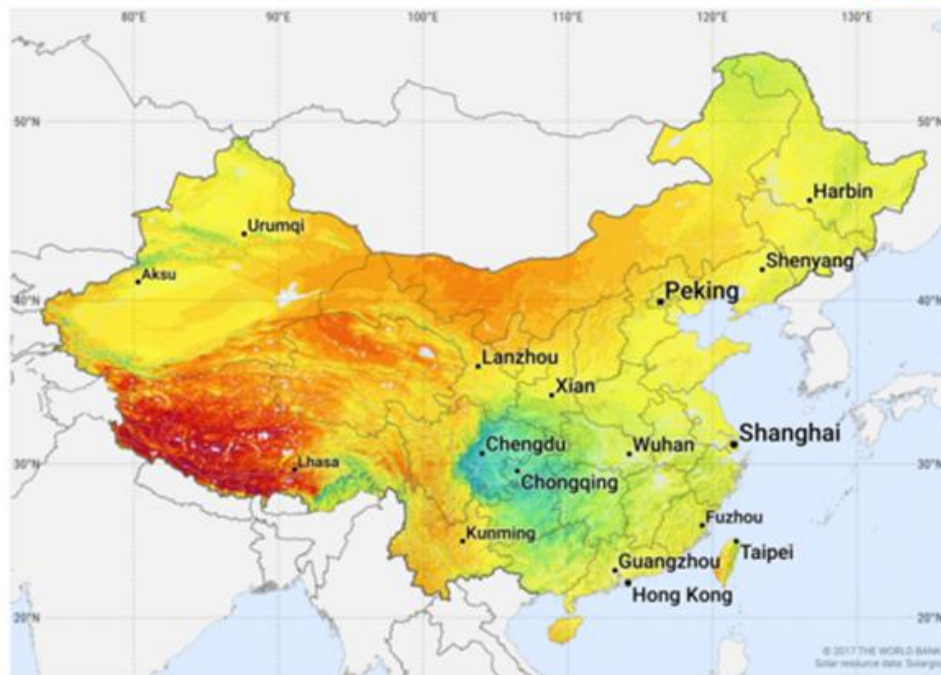 80°E 90°E 100°E 110°E 120°E 130°E
50°N 50°N
Harbin
Urumqi
Shenyang
Aksu
Peking
40°N 40°N
Lanzhou
Xian
Shanghai
Chengdu
Wuhan
Lhasa
30°N 30°N
Chongqing
Fuzhou
Kunming
Taipei
Guangzhou
Hong Kong
20°N 20°N
© 2017 THE WORLD BANK
Solar resource data: Solargis